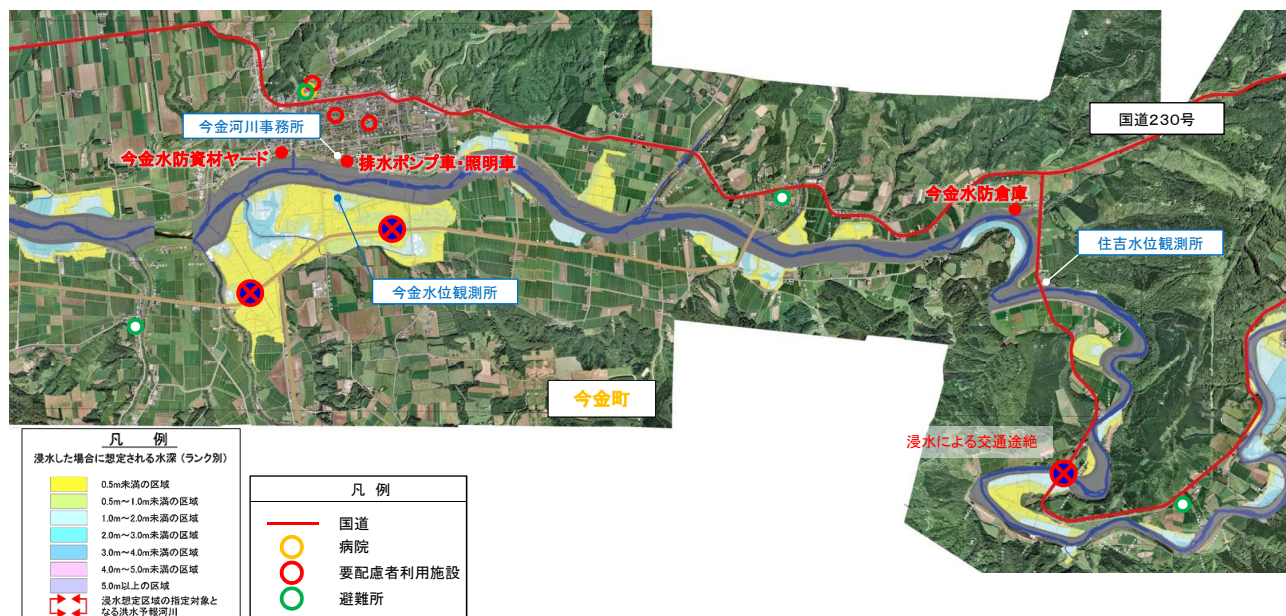 国道230号
今金河川事務所
今金水防資材ヤード
排水ポンプ車・照明車
今金水防倉庫
住吉水位観測所
今金水位観測所
今金町
浸水による交通途絶
凡 例
浸水した場合に想定される水深(ランク別)
0.5m未満の区域
0.5m~1.0m未満の区域
1.0m~2.0m未満の区域
2.0m~3.0m未満の区域
3.0m~4.0m未満の区域
4.0m~5.0m未満の区域
5.0m以上の区域
浸水想定区域の指定対象と
なる洪水予報河川
凡 例
国道
病院
要配慮者利用施設
避難所